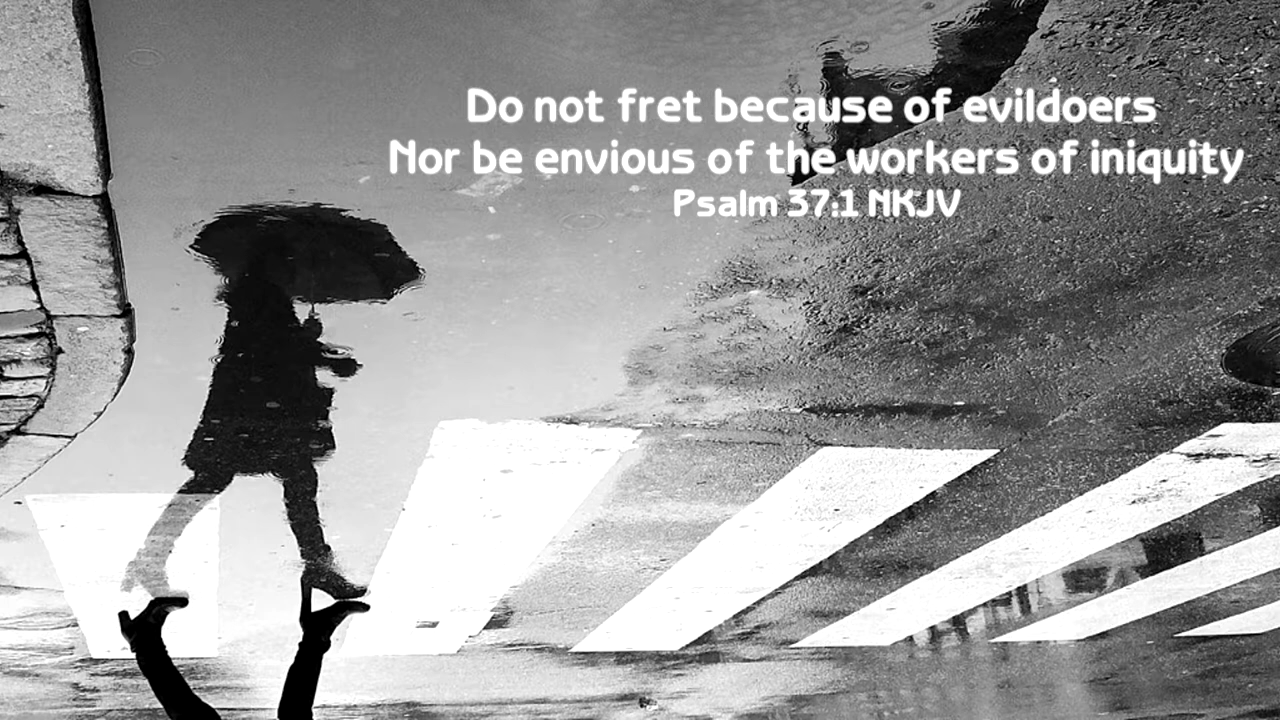 Do not fret because of evildoers
Nor be envious of the workers of iniquity
Psalm 37:1 NKJV